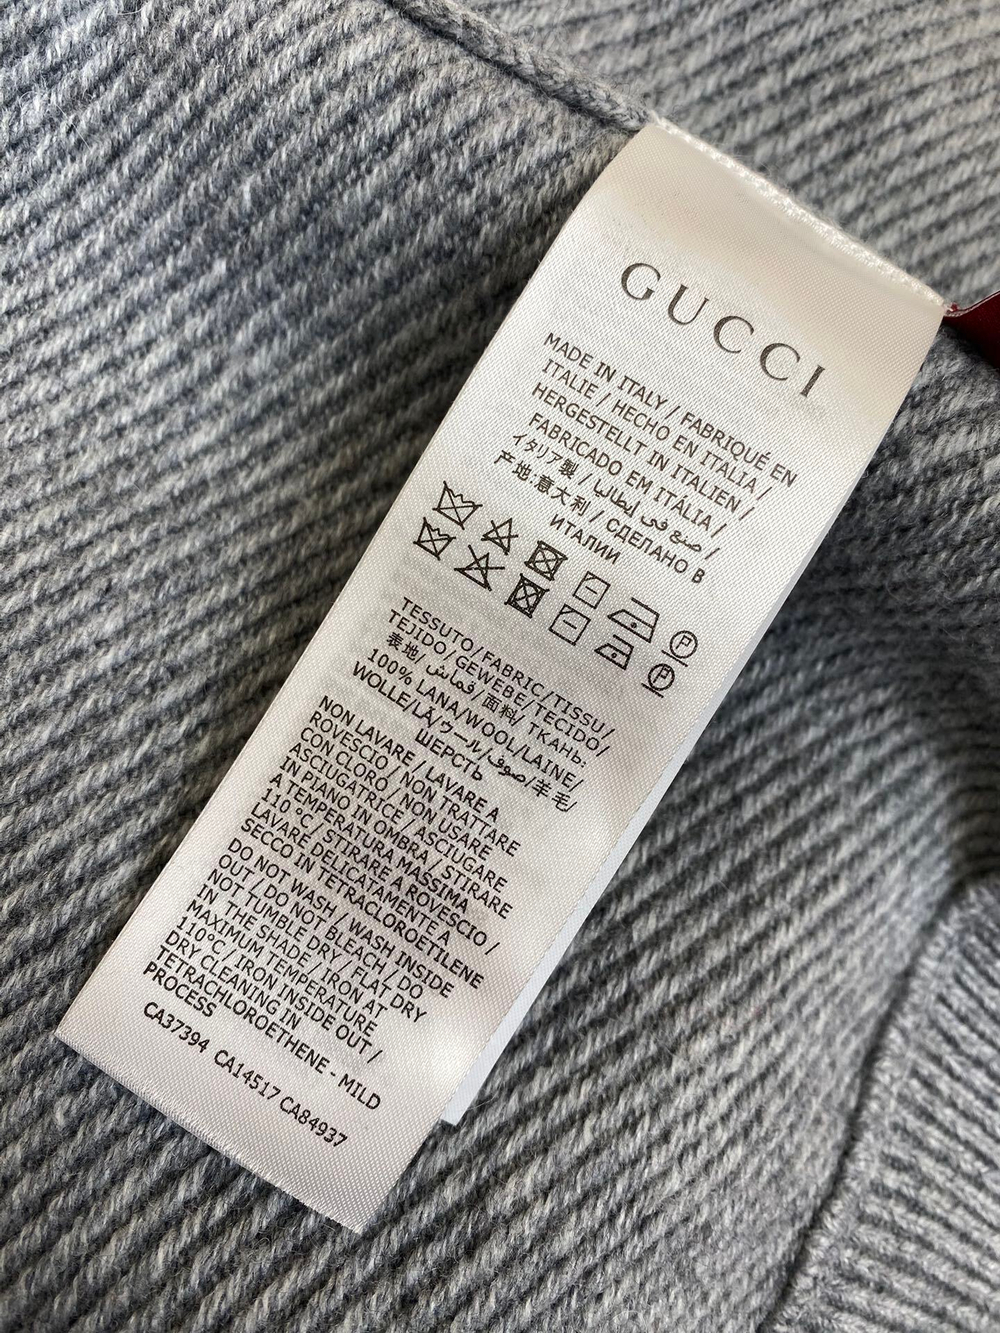 GUCCI
MADE IN ITALY / FABRIQUÉ EN
ITALIE / HECHO EN ITALIA /
HERGESTELLT IN ITALIEN /
FABRICADO EM ITÁLIA /
イタリア製 / صنع في إيطاليا /
产地:意大利 / СДЕЛАНО В
ИТАЛИИ
P
P
TESSUTO/FABRIC/TISSU/
TEJIDO/GEWEBE/TECIDO/
表地/ قماش/面料/ ТКАНЬ:
100% LANA/WOOL/LAINE/
WOLLE/LÃ/ウール/صوف/羊毛/
ШЕРСТЬ
NON LAVARE / LAVARE A
ROVESCIO / NON TRATTARE
CON CLORO / NON USARE
ASCIUGATRICE / ASCIUGARE
IN PIANO IN OMBRA / STIRARE
A TEMPERATURA MASSIMA
110 °C / STIRARE A ROVESCIO /
LAVARE DELICATAMENTE A
SECCO IN TETRACLOROETILENE
DO NOT WASH / WASH INSIDE
OUT / DO NOT BLEACH / DO
NOT TUMBLE DRY / FLAT DRY
IN THE SHADE / IRON AT
MAXIMUM TEMPERATURE
110°C / IRON INSIDE OUT /
DRY CLEANING IN
TETRACHLOROETHENE - MILD
PROCESS
CA37394 CA14517 CA84937